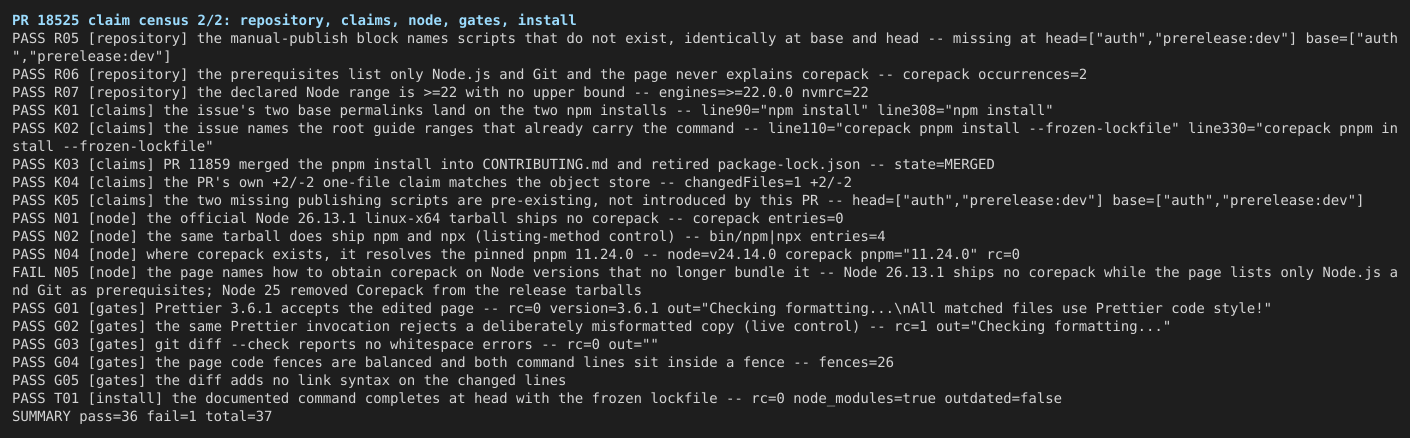 PR 18525 claim census 2/2: repository, claims, node, gates, install
PASS R05 [repository] the manual-publish block names scripts that do not exist, identically at base and head -- missing at head=["auth","prerelease:dev"] base=["auth
","prerelease:dev"]
PASS R06 [repository] the prerequisites list only Node.js and Git and the page never explains corepack -- corepack occurrences=2
PASS R07 [repository] the declared Node range is >=22 with no upper bound -- engines=>=22.0.0 nvmrc=22
PASS K01 [claims] the issue's two base permalinks land on the two npm installs -- line90="npm install" line308="npm install"
PASS K02 [claims] the issue names the root guide ranges that already carry the command -- line110="corepack pnpm install --frozen-lockfile" line330="corepack pnpm in
stall --frozen-lockfile"
PASS K03 [claims] PR 11859 merged the pnpm install into CONTRIBUTING.md and retired package-lock.json -- state=MERGED
PASS K04 [claims] the PR's own +2/-2 one-file claim matches the object store -- changedFiles=1 +2/-2
PASS K05 [claims] the two missing publishing scripts are pre-existing, not introduced by this PR -- head=["auth","prerelease:dev"] base=["auth","prerelease:dev"]
PASS N01 [node] the official Node 26.13.1 linux-x64 tarball ships no corepack -- corepack entries=0
PASS N02 [node] the same tarball does ship npm and npx (listing-method control) -- bin/npm|npx entries=4
PASS N04 [node] where corepack exists, it resolves the pinned pnpm 11.24.0 -- node=v24.14.0 corepack pnpm="11.24.0" rc=0
FAIL N05 [node] the page names how to obtain corepack on Node versions that no longer bundle it -- Node 26.13.1 ships no corepack while the page lists only Node.js a
nd Git as prerequisites; Node 25 removed Corepack from the release tarballs
PASS G01 [gates] Prettier 3.6.1 accepts the edited page -- rc=0 version=3.6.1 out="Checking formatting...\nAll matched files use Prettier code style!"
PASS G02 [gates] the same Prettier invocation rejects a deliberately misformatted copy (live control) -- rc=1 out="Checking formatting..."
PASS G03 [gates] git diff --check reports no whitespace errors -- rc=0 out=""
PASS G04 [gates] the page code fences are balanced and both command lines sit inside a fence -- fences=26
PASS G05 [gates] the diff adds no link syntax on the changed lines
PASS T01 [install] the documented command completes at head with the frozen lockfile -- rc=0 node_modules=true outdated=false
SUMMARY pass=36 fail=1 total=37